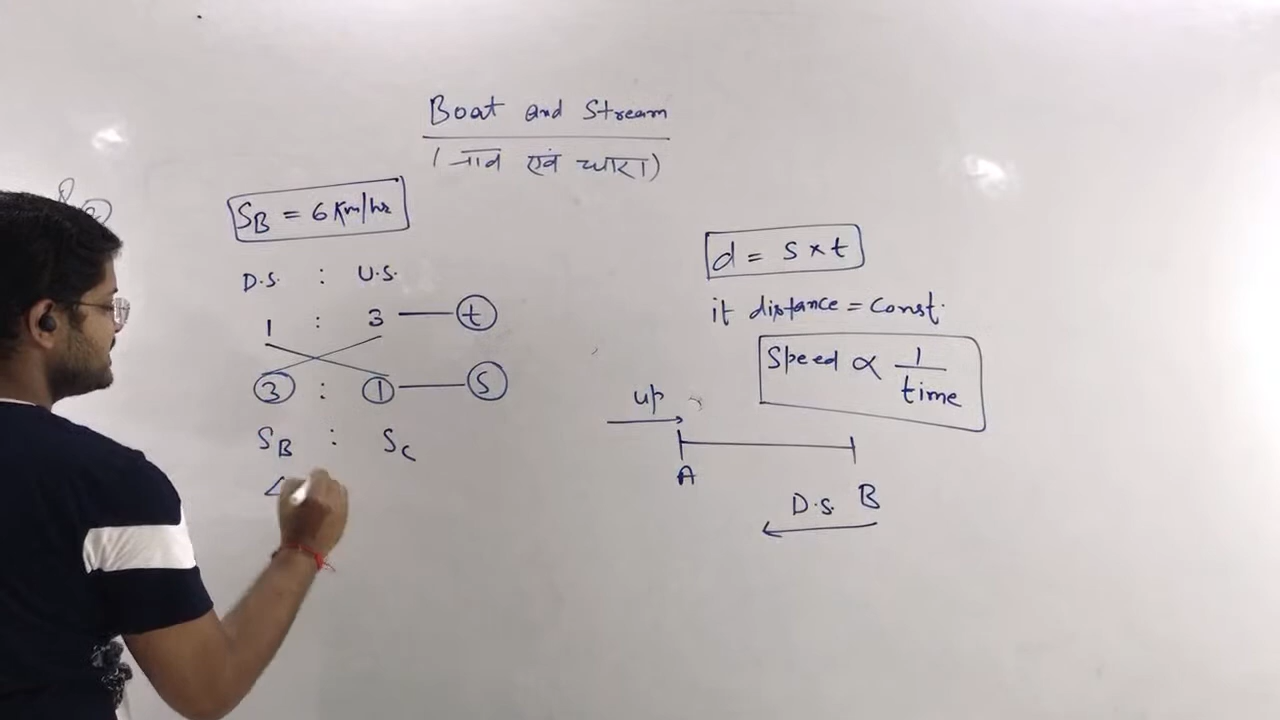 Boat and Stream
(नाव एवं धारा)
SB = 6 Km/hr
D.S. : U.S.
1 : 3 — t
3 : 1 — S
SB : SC
d = s × t
it distance = Const.
Speed ∝ 1/time
up
A
D.S. B